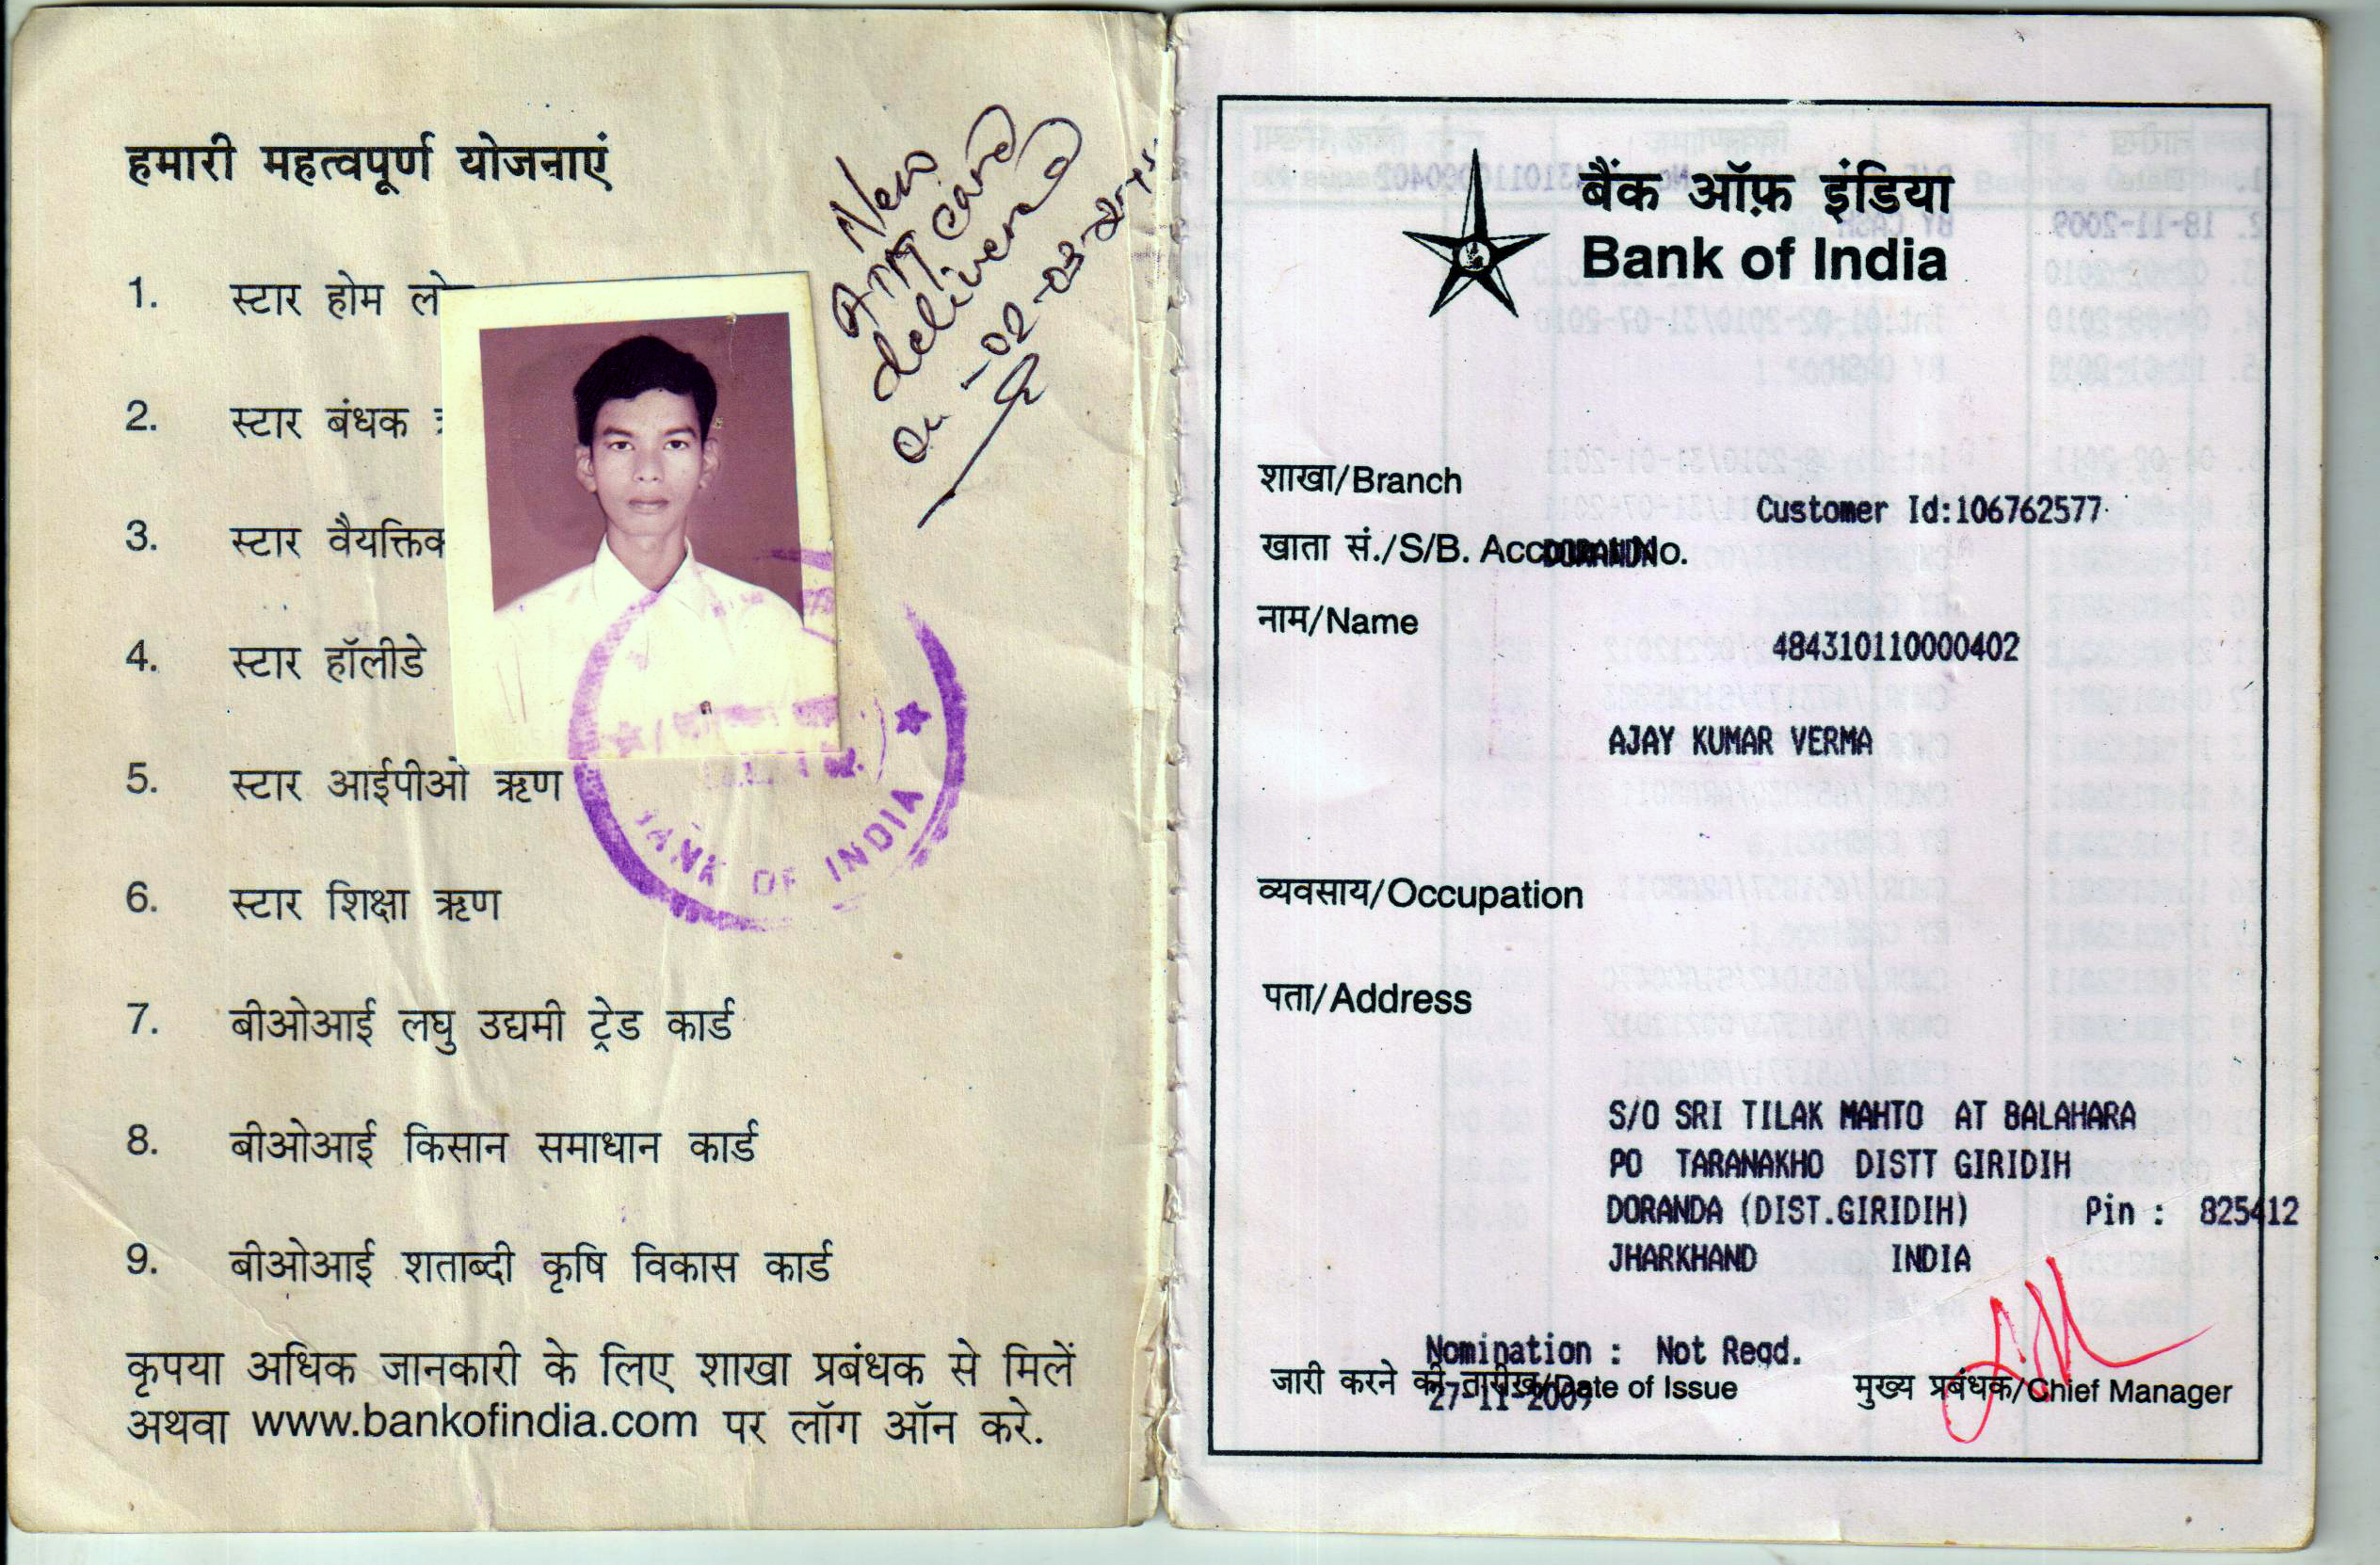 हमारी महत्वपूर्ण योजनाएं
1. स्टार होम
2. स्टार बंधक
3. स्टार
4. स्टार हॉलीडे
5. स्टार आईपीओ ऋण
6. स्टार शिक्षा ऋण
7. बीओआई लघु उद्यमी ट्रेड कार्ड
8. बीओआई किसान समाधान कार्ड
9. बीओआई शताब्दी कृषि विकास कार्ड
कृपया अधिक जानकारी के लिए शाखा प्रबंधक से मिलें
अथवा www.bankofindia.com पर लॉग ऑन करे.
New
card
delivered
on
OF INDIA
बैंक ऑफ़ इंडिया
Bank of India
शाखा/Branch
Customer Id:106762577
खाता सं./S/B. Account No.
नाम/Name
484310110000402
AJAY KUMAR VERMA
व्यवसाय/Occupation
पता/Address
S/O SRI TILAK MAHTO AT BALAHARA
PO TARANAKHO DISTT GIRIDIH
DORANDA (DIST.GIRIDIH) Pin : 825412
JHARKHAND INDIA
Nomination : Not Reqd.
जारी करने की तारीख/Date of Issue मुख्य प्रबंधक/Chief Manager
27-11-2009